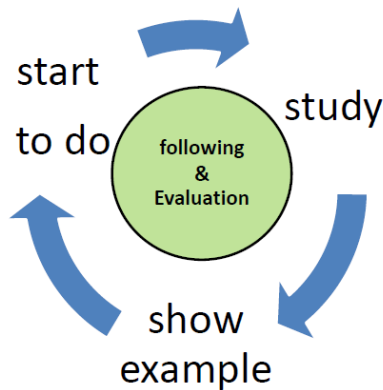 start
to do
study
following
&
Evaluation
show
example